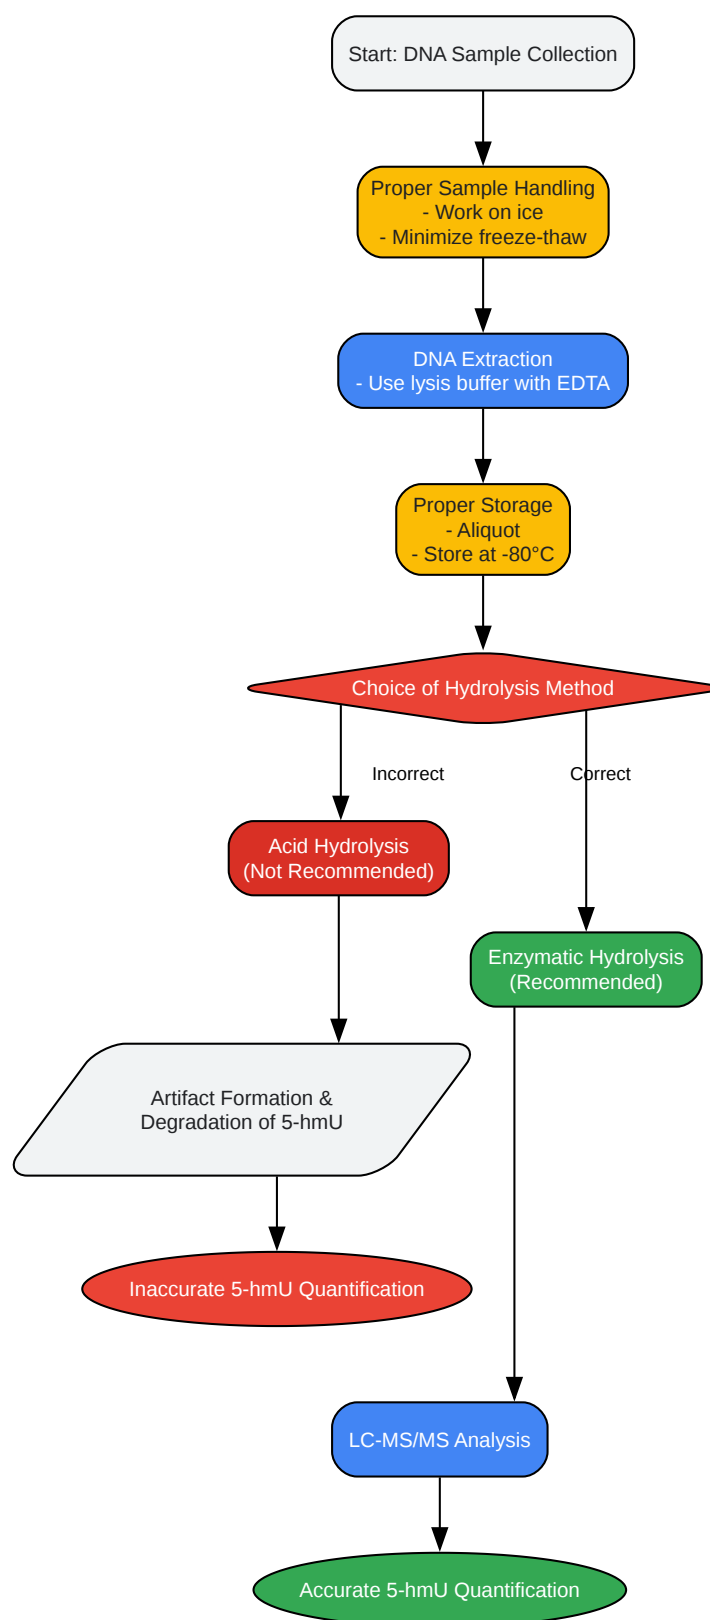 Start: DNA Sample Collection
Proper Sample Handling
- Work on ice
- Minimize freeze-thaw
DNA Extraction
- Use lysis buffer with EDTA
Proper Storage
- Aliquot
- Store at -80°C
Choice of Hydrolysis Method
Incorrect
Correct
Acid Hydrolysis
(Not Recommended)
Enzymatic Hydrolysis
(Recommended)
Artifact Formation &
Degradation of 5-hmU
Inaccurate 5-hmU Quantification
LC-MS/MS Analysis
Accurate 5-hmU Quantification